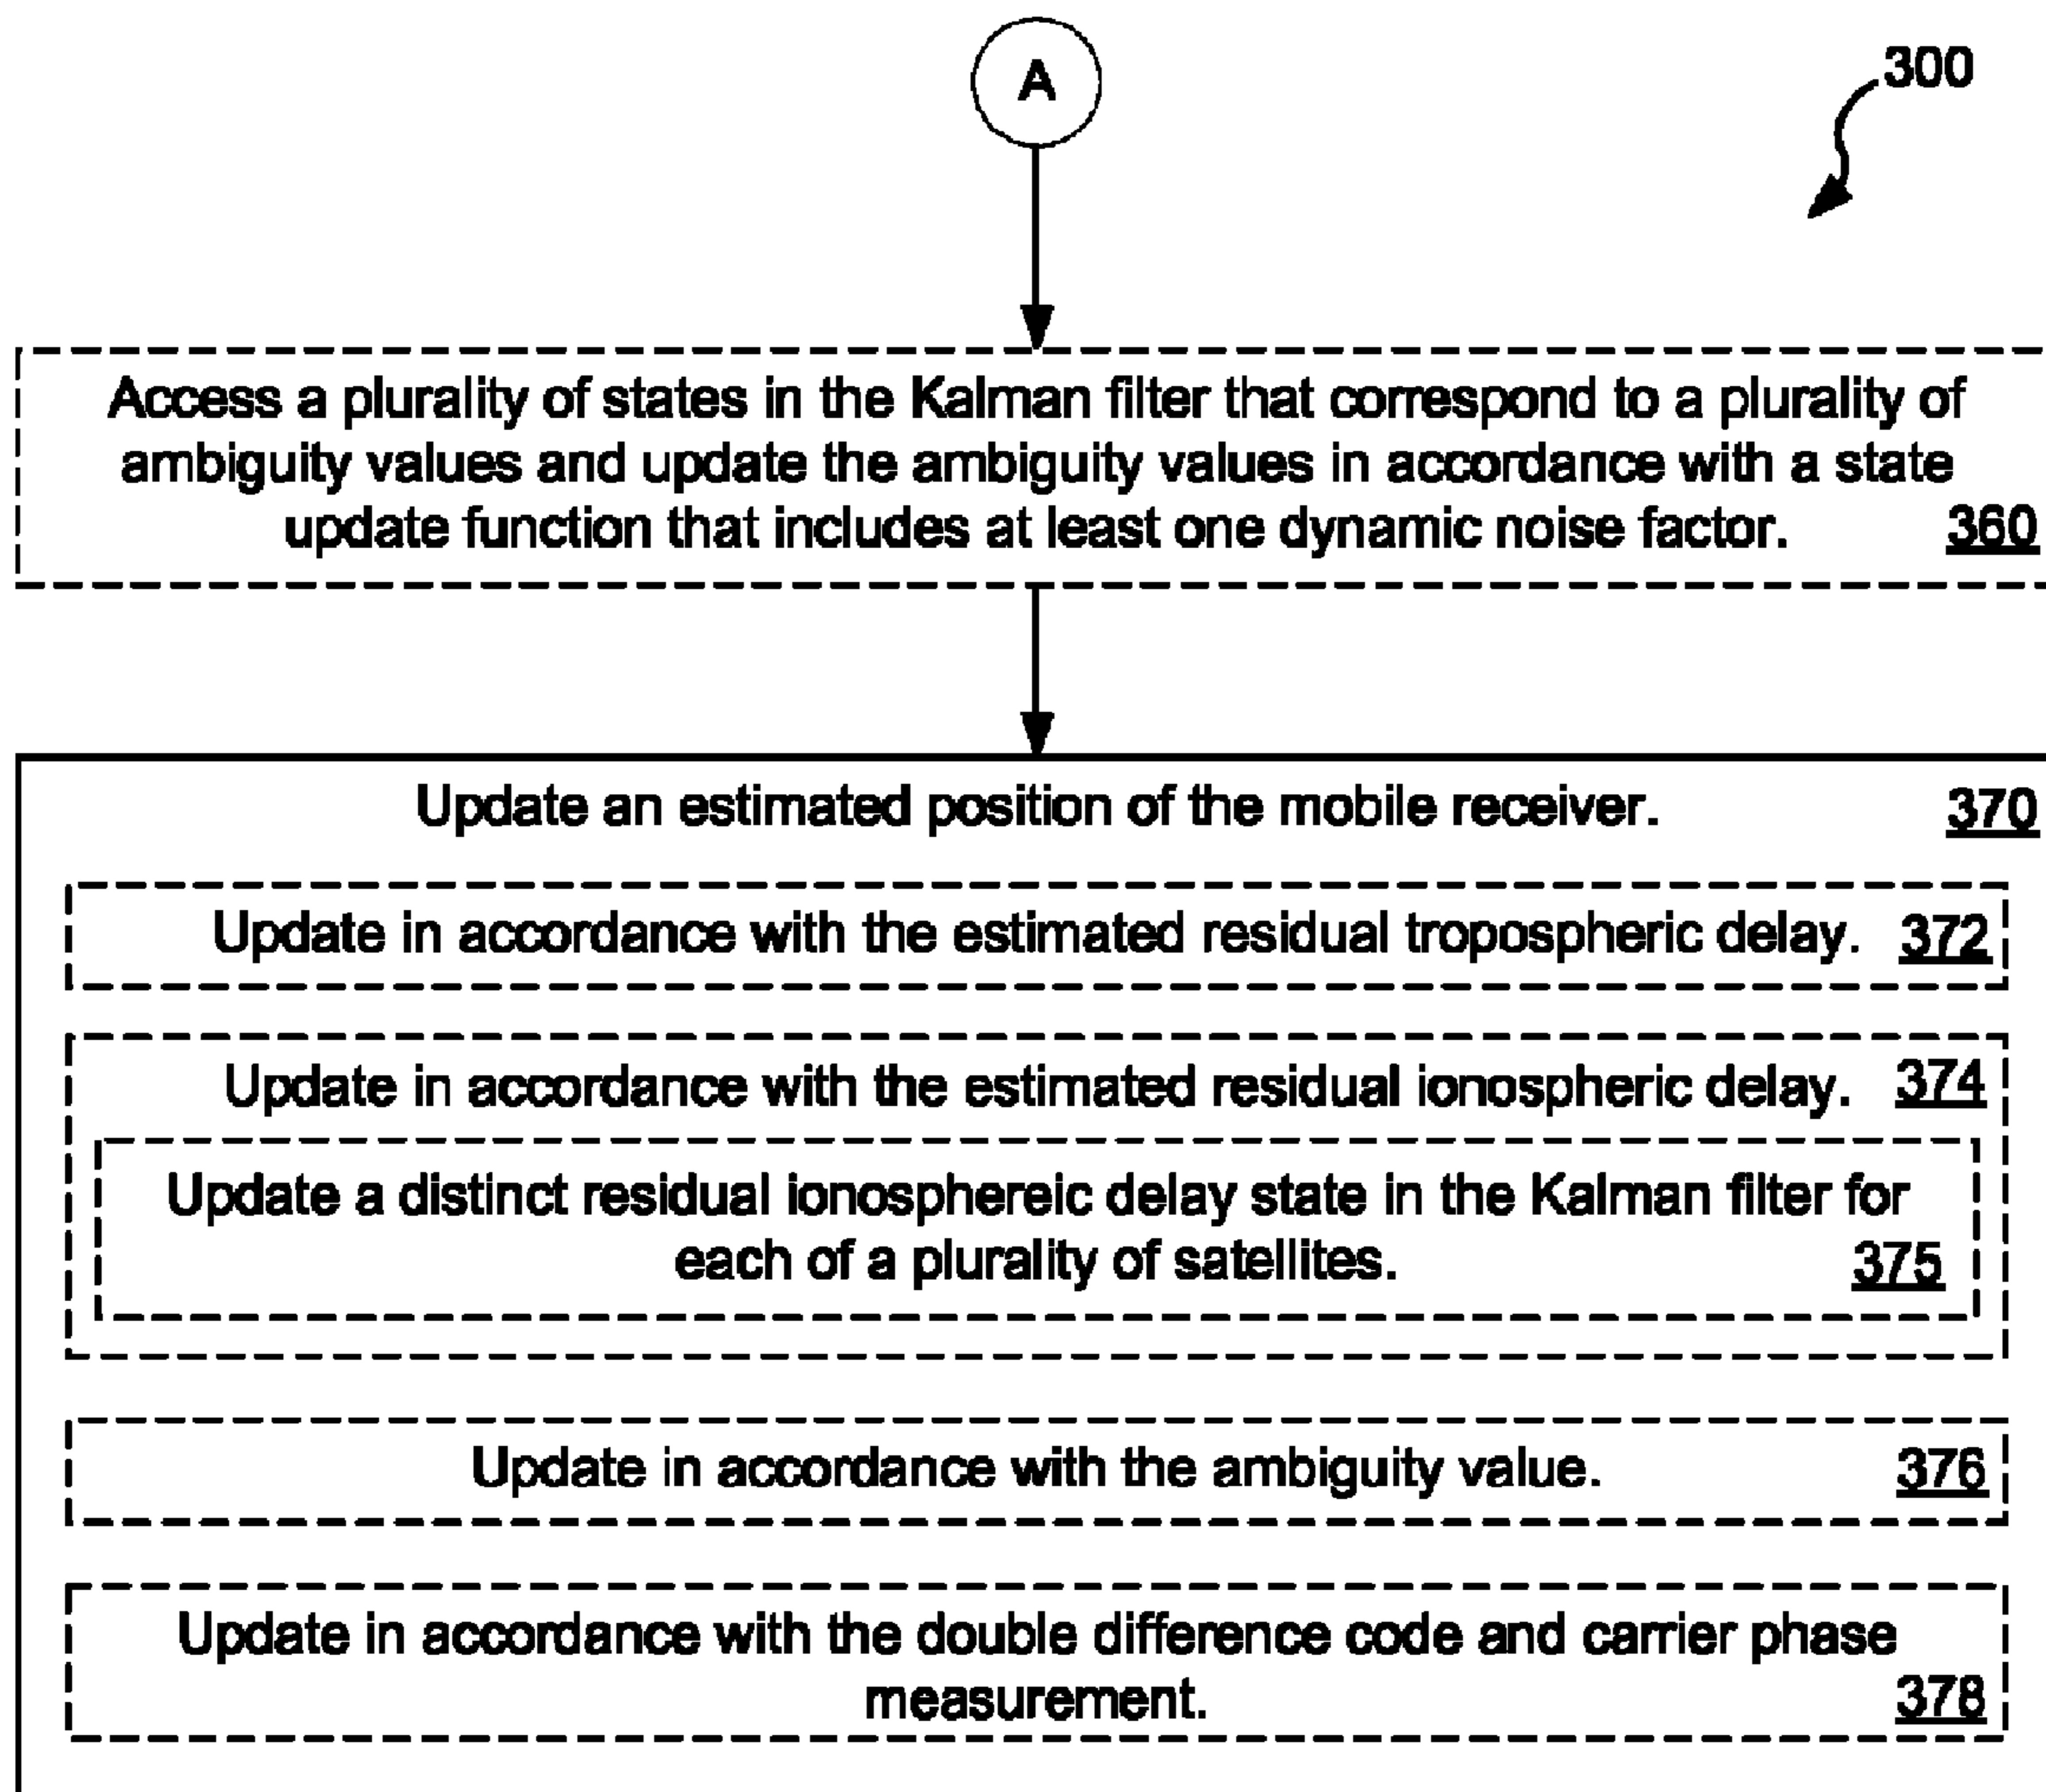 A
300
Access a plurality of states in the Kalman filter that correspond to a plurality of
ambiguity values and update the ambiguity values in accordance with a state
update function that includes at least one dynamic noise factor. 360
Update an estimated position of the mobile receiver. 370
Update in accordance with the estimated residual tropospheric delay. 372
Update in accordance with the estimated residual ionospheric delay. 374
Update a distinct residual ionosphereic delay state in the Kalman filter for
each of a plurality of satellites. 375
Update in accordance with the ambiguity value. 376
Update in accordance with the double difference code and carrier phase
measurement. 378